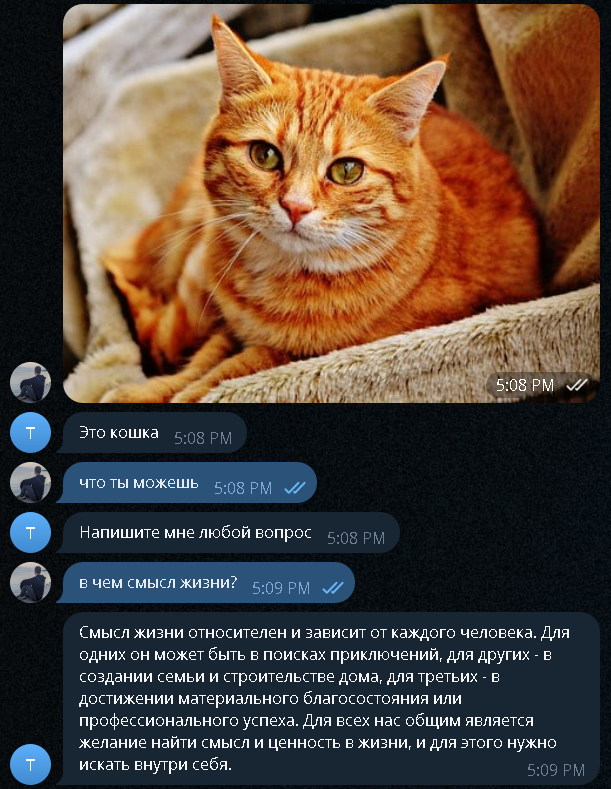 5:08 PM
Т
Это кошка 5:08 PM
что ты можешь 5:08 PM
Т
Напишите мне любой вопрос 5:08 PM
в чем смысл жизни? 5:09 PM
Смысл жизни относителен и зависит от каждого человека. Для
одних он может быть в поисках приключений, для других - в
создании семьи и строительстве дома, для третьих - в
достижении материального благосостояния или
профессионального успеха. Для всех нас общим является
желание найти смысл и ценность в жизни, и для этого нужно
искать внутри себя.
Т
5:09 PM